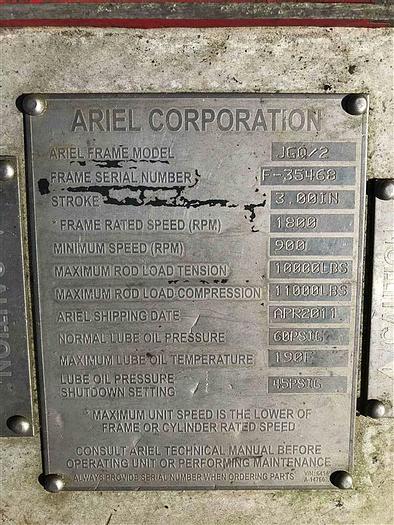 ARIEL CORPORATION
ARIEL FRAME MODEL JGQ/2
FRAME SERIAL NUMBER F-35468
STROKE 3.00IN
* FRAME RATED SPEED (RPM) 1800
MINIMUM SPEED (RPM) 900
MAXIMUM ROD LOAD TENSION 10000LBS
MAXIMUM ROD LOAD COMPRESSION 11000LBS
ARIEL SHIPPING DATE APR2011
NORMAL LUBE OIL PRESSURE 60PSIG
MAXIMUM LUBE OIL TEMPERATURE 190F
LUBE OIL PRESSURE
SHUTDOWN SETTING 45PSIG
* MAXIMUM UNIT SPEED IS THE LOWER OF
FRAME OR CYLINDER RATED SPEED
CONSULT ARIEL TECHNICAL MANUAL BEFORE
OPERATING UNIT OR PERFORMING MAINTENANCE
ALWAYS PROVIDE SERIAL NUMBER WHEN ORDERING PARTS
CAUTION